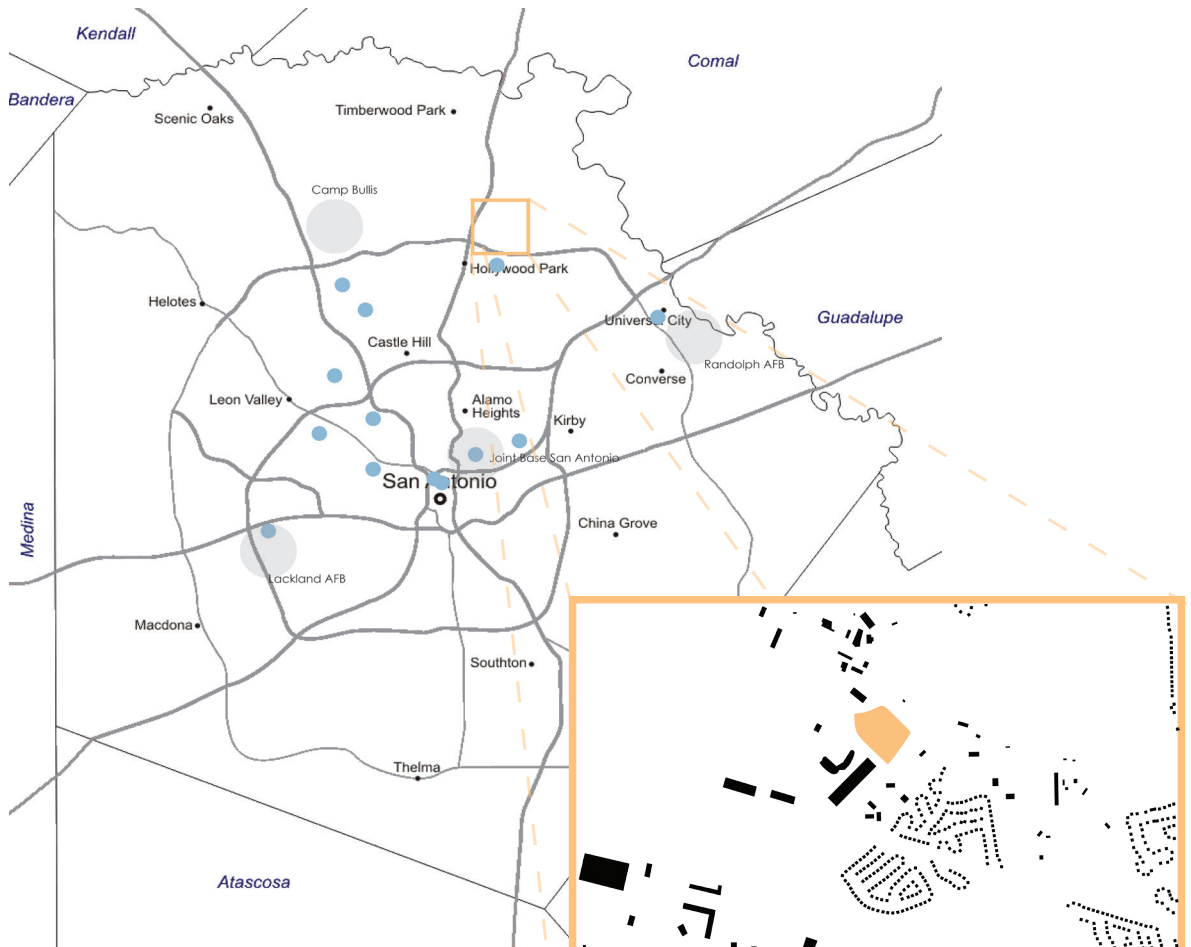 Kendall
Comal
Bandera
Scenic Oaks
Timberwood Park
Camp Bullis
Hollywood Park
Helotes
Universal City
Guadalupe
Castle Hill
Randolph AFB
Converse
Leon Valley
Alamo
Heights
Kirby
Joint Base San Antonio
San Antonio
Medina
China Grove
Lackland AFB
Macdona
Southton
Thelma
Atascosa